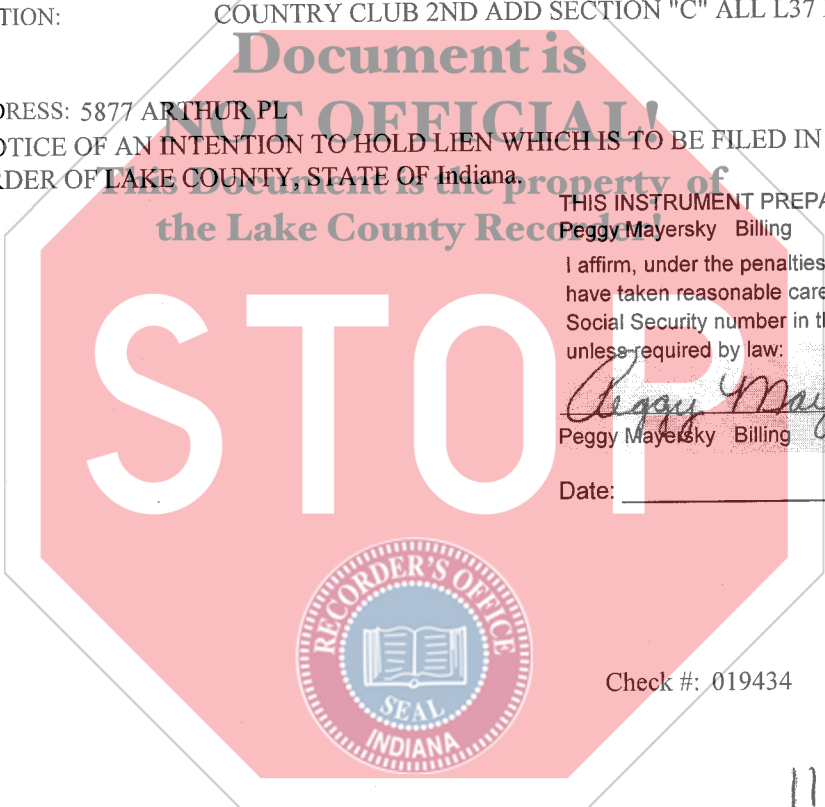 TION: COUNTRY CLUB 2ND ADD SECTION "C" ALL L37
Document is
DRESS: 5877 ARTHUR PL
NOT OFFICIAL!
OTICE OF AN INTENTION TO HOLD LIEN WHICH IS TO BE FILED IN
RDER OF LAKE COUNTY, STATE OF Indiana.
This Document is the property of
the Lake County Recorder!
THIS INSTRUMENT PREPA
Peggy Mayersky Billing
I affirm, under the penalties
have taken reasonable care
Social Security number in th
unless required by law:
Peggy May
Peggy Mayersky Billing
Date:
STOP
RECORDER'S OFFICE
SEAL
INDIANA
Check #: 019434
11